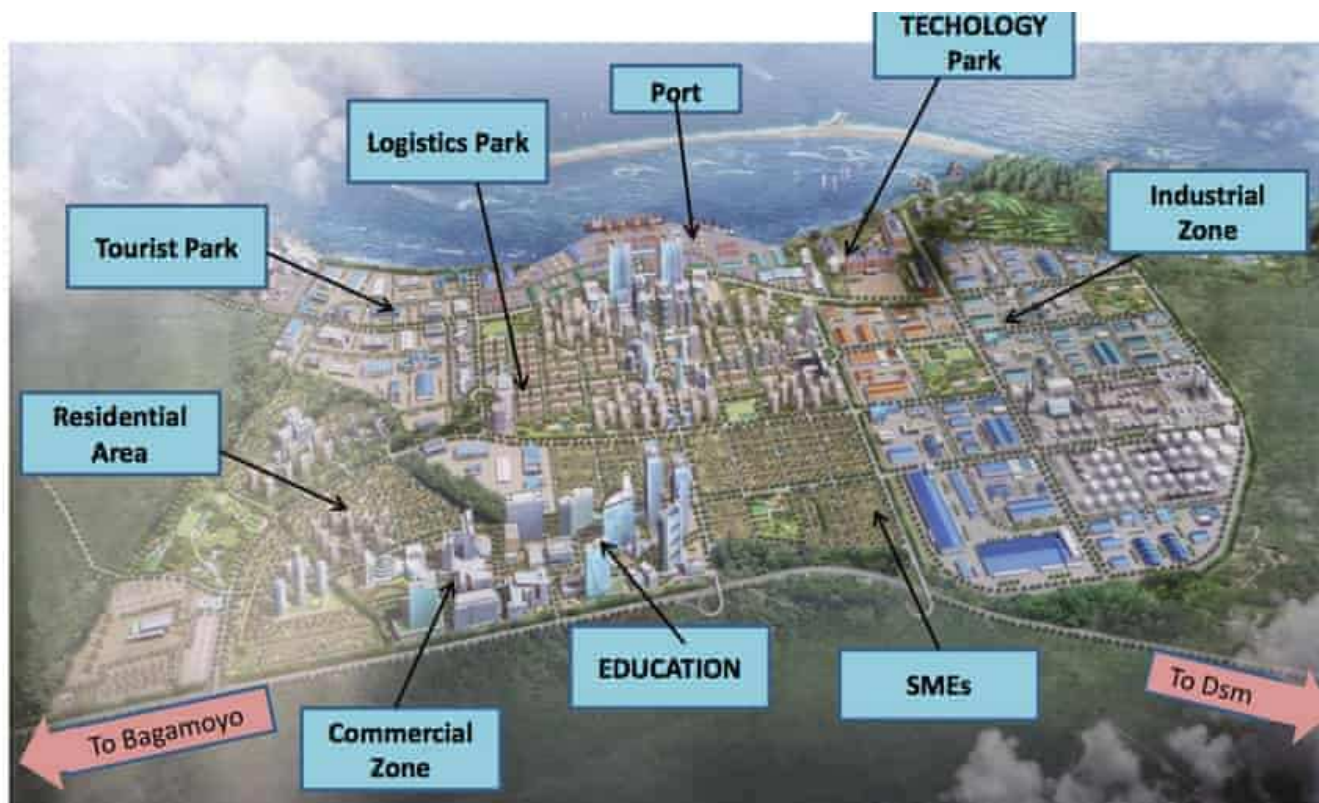 TECHOLOGY
Park
Port
Logistics Park
Industrial
Zone
Tourist Park
Residential
Area
EDUCATION
SMEs
To Dsm
To Bagamoyo
Commercial
Zone